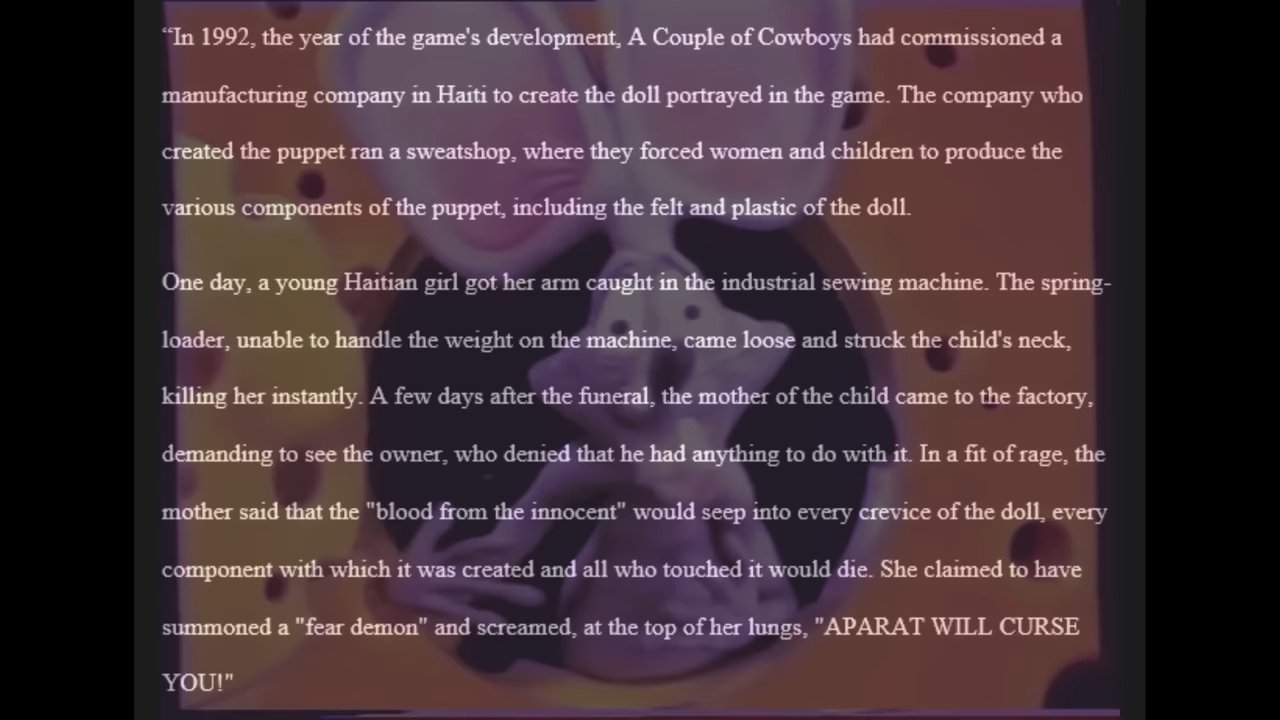 “In 1992, the year of the game's development, A Couple of Cowboys had commissioned a
manufacturing company in Haiti to create the doll portrayed in the game. The company who
created the puppet ran a sweatshop, where they forced women and children to produce the
various components of the puppet, including the felt and plastic of the doll.
One day, a young Haitian girl got her arm caught in the industrial sewing machine. The spring-
loader, unable to handle the weight on the machine, came loose and struck the child's neck,
killing her instantly. A few days after the funeral, the mother of the child came to the factory,
demanding to see the owner, who denied that he had anything to do with it. In a fit of rage, the
mother said that the "blood from the innocent" would seep into every crevice of the doll, every
component with which it was created and all who touched it would die. She claimed to have
summoned a "fear demon" and screamed, at the top of her lungs, "APARAT WILL CURSE
YOU!"